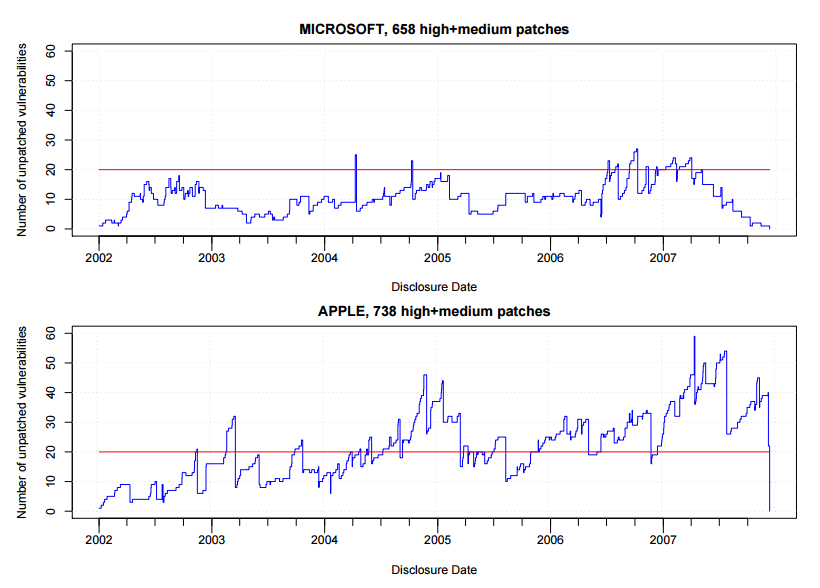 MICROSOFT, 658 high+medium patches
Number of unpatched vulnerabilities
60
50
40
30
20
10
0
2002 2003 2004 2005 2006 2007
Disclosure Date
APPLE, 738 high+medium patches
Number of unpatched vulnerabilities
60
50
40
30
20
10
0
2002 2003 2004 2005 2006 2007
Disclosure Date